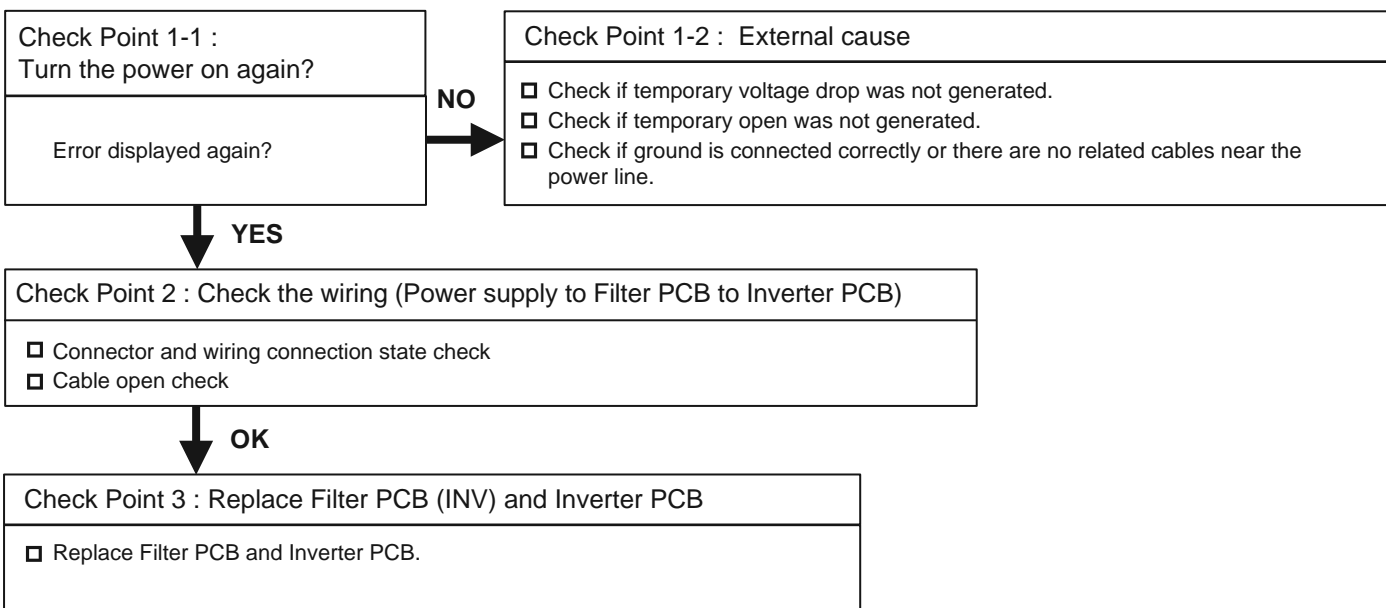 Check Point 1-1 :
Turn the power on again?
Error displayed again?
NO
Check Point 1-2 :  External cause
Check if temporary voltage drop was not generated.
Check if temporary open was not generated.
Check if ground is connected correctly or there are no related cables near the
power line.
YES
Check Point 2 : Check the wiring (Power supply to Filter PCB to Inverter PCB)
Connector and wiring connection state check
Cable open check
OK
Check Point 3 : Replace Filter PCB (INV) and Inverter PCB
Replace Filter PCB and Inverter PCB.